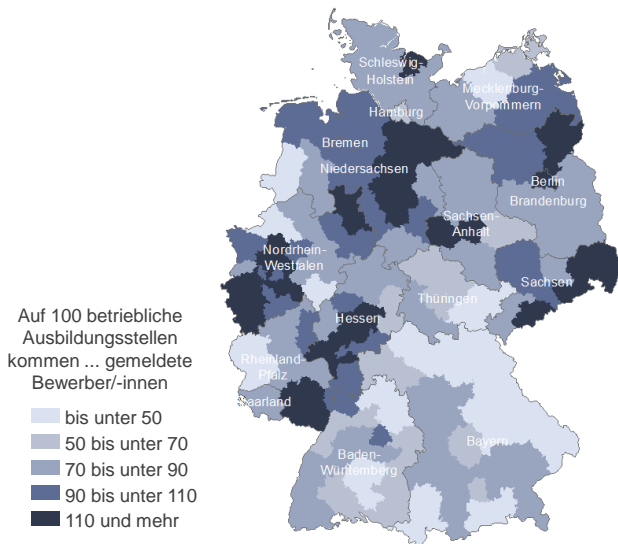 Schleswig-
Holstein
Mecklenburg-
Vorpommern
Hamburg
Bremen
Niedersachsen
Berlin
Brandenburg
Sachsen-
Anhalt
Nordrhein-
Westfalen
Sachsen
Thüringen
Hessen
Rheinland-
Pfalz
Saarland
Bayern
Baden-
Württemberg
Auf 100 betriebliche
Ausbildungsstellen
kommen ... gemeldete
Bewerber/-innen
bis unter 50
50 bis unter 70
70 bis unter 90
90 bis unter 110
110 und mehr